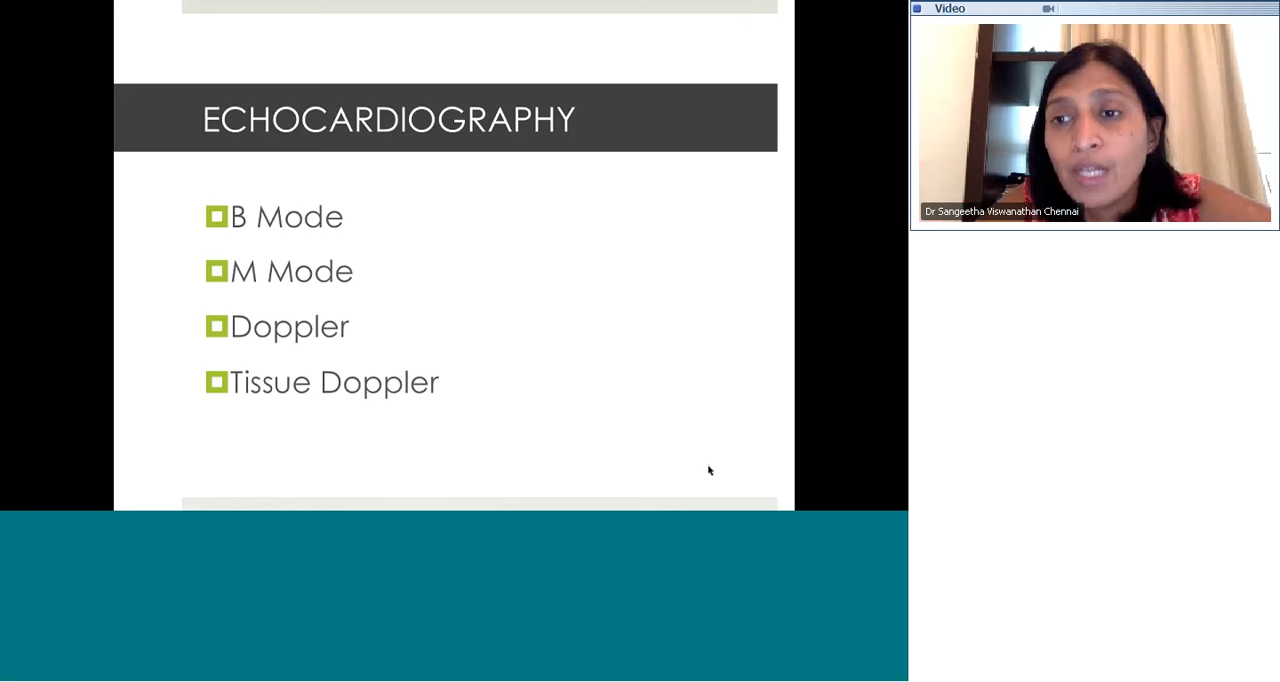 Video
ECHOCARDIOGRAPHY
B Mode
M Mode
Doppler
Tissue Doppler
Dr Sangeetha Viswanathan Chennai